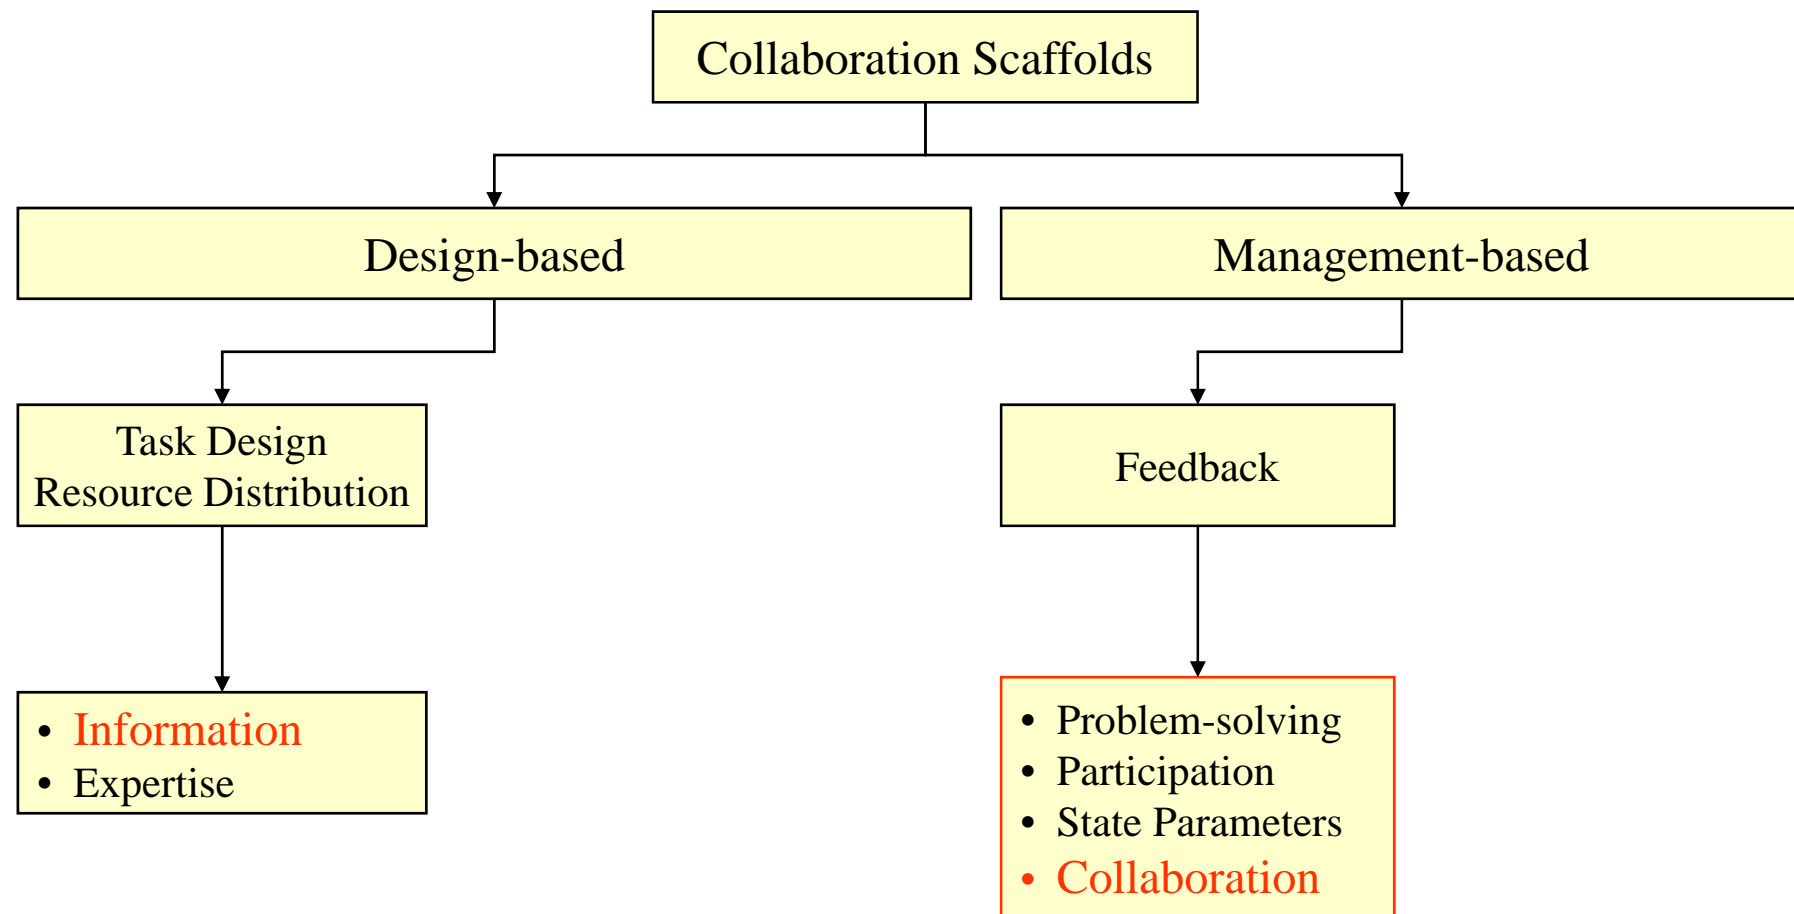 Collaboration Scaffolds
Design-based
Management-based
Task Design
Resource Distribution
Feedback
• Information
• Expertise
• Problem-solving
• Participation
• State Parameters
• Collaboration